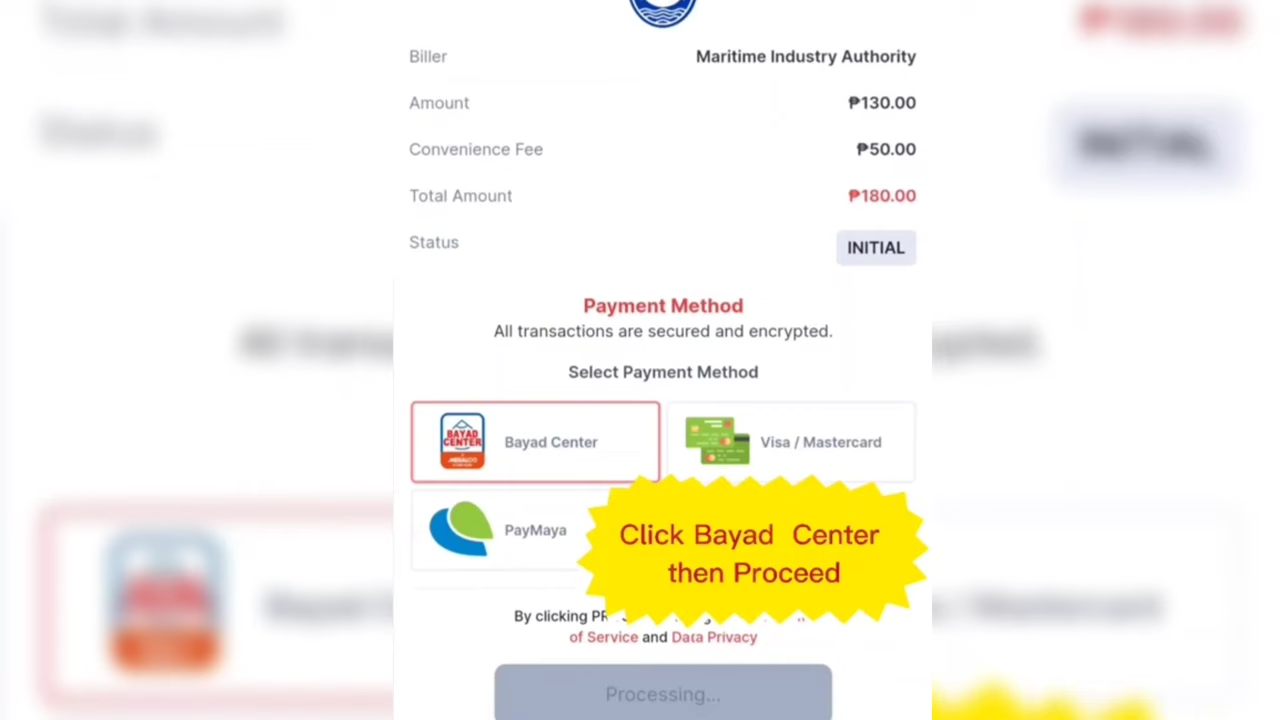 Biller Maritime Industry Authority
Amount ₱130.00
Convenience Fee ₱50.00
Total Amount ₱180.00
Status INITIAL
Payment Method
All transactions are secured and encrypted.
Select Payment Method
BAYAD
CENTER
MERALCO
Bayad Center
Visa / Mastercard
PayMaya
Click Bayad Center
then Proceed
By clicking
of Service and Data Privacy
Processing...